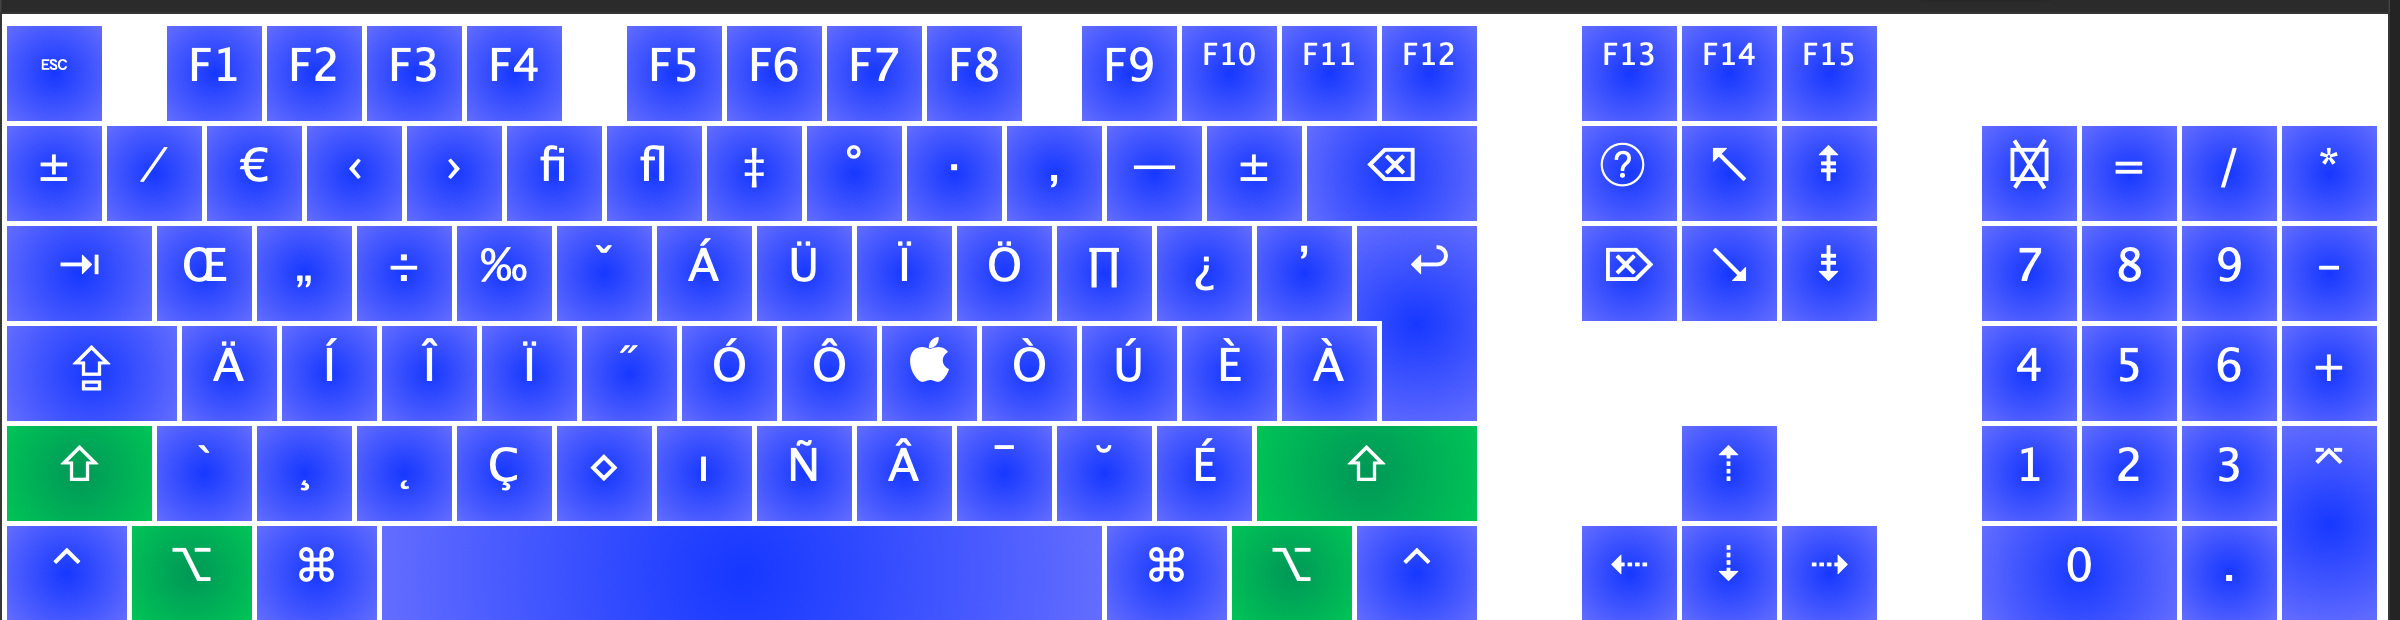 ESC F1 F2 F3 F4 F5 F6 F7 F8 F9 F10 F11 F12 F13 F14 F15
± ⁄ € ‹ › ﬁ ﬂ ‡ ° · ‚ — ± ⌫ ? ↖ ⇞ ⌧ = / *
⇥ Œ „ ÷ ‰ ˇ Á Ü Ï Ö ∏ ¿ ’ ↩ ⌦ ↘ ⇟ 7 8 9 -
⇪ Ä Í Î Ï ˝ Ó Ô  Ò Ú È À 4 5 6 +
⇧ ` ¸ ˛ Ç ◊ ı Ñ Â ¯ ˘ É ⇧ ⇡ 1 2 3 ⌤
^ ⌥ ⌘ ⌘ ⌥ ^ ⇠ ⇣ ⇢ 0 .